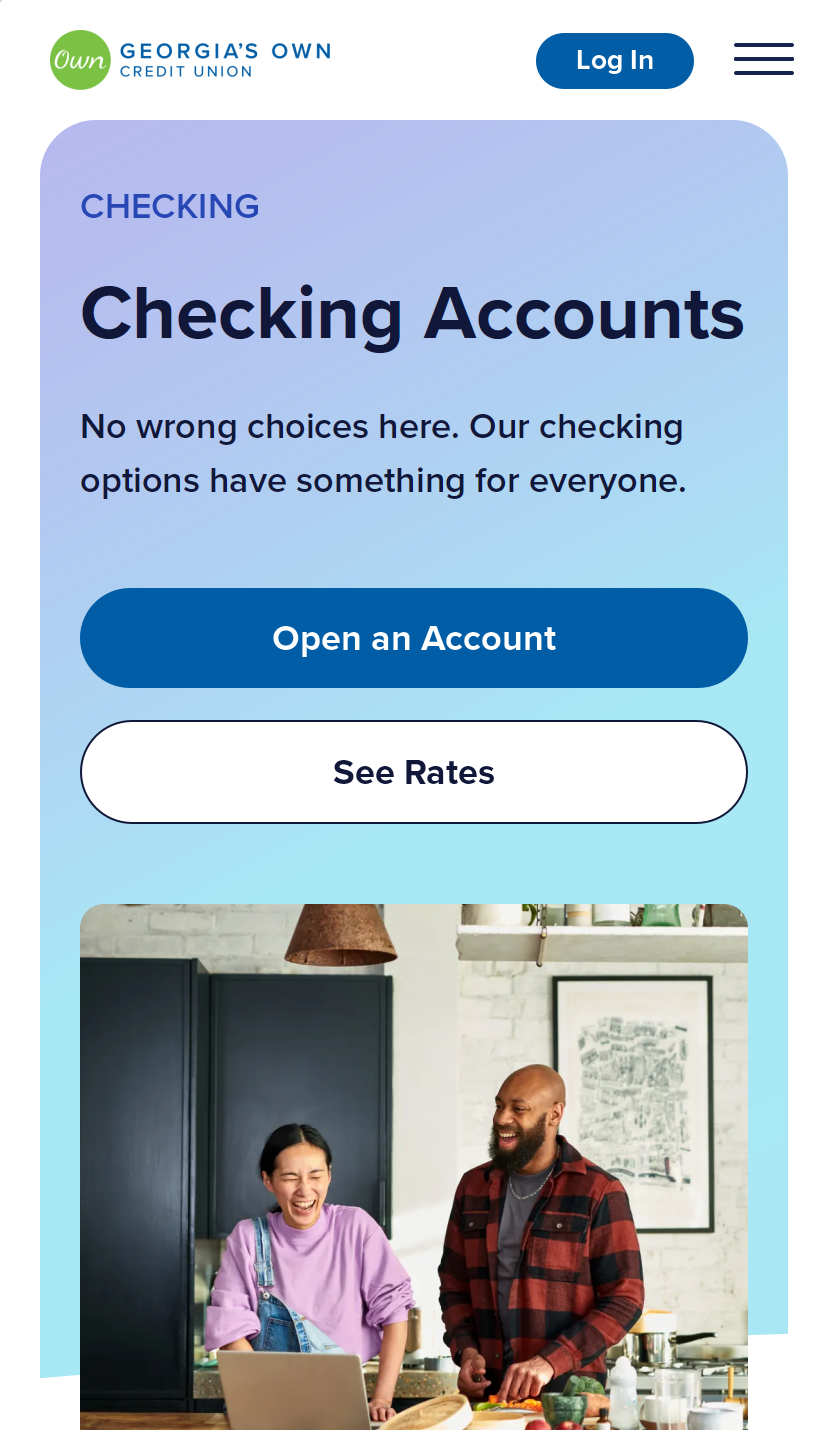 Own
GEORGIA'S OWN
CREDIT UNION
Log In
CHECKING
Checking Accounts
No wrong choices here. Our checking
options have something for everyone.
Open an Account
See Rates